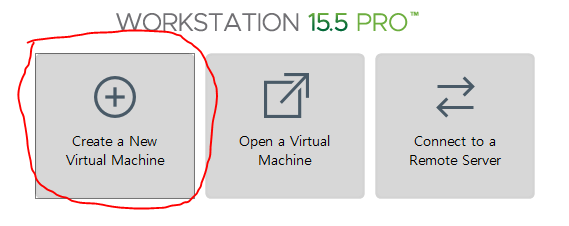 WORKSTATION 15.5 PRO™
Create a New
Virtual Machine
Open a Virtual
Machine
Connect to a
Remote Server